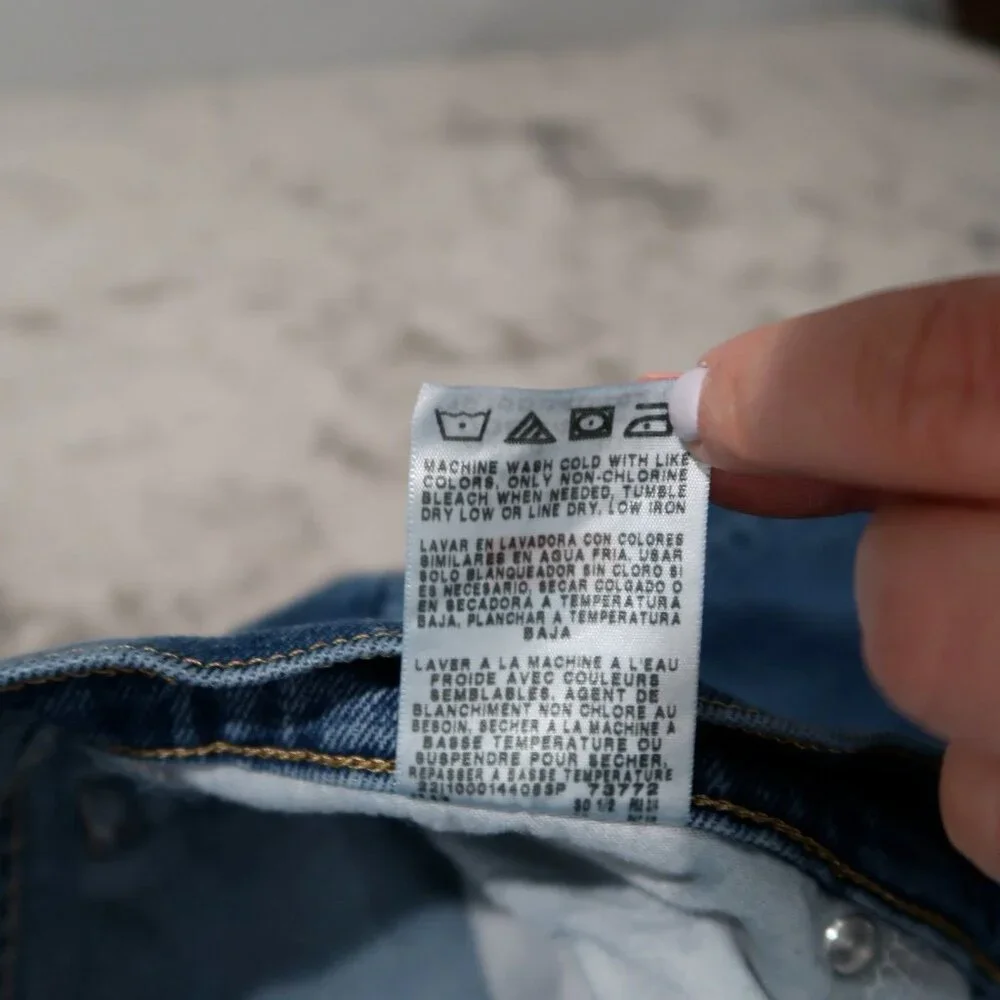 MACHINE WASH COLD WITH LIKE
COLORS, ONLY NON-CHLORINE
BLEACH WHEN NEEDED, TUMBLE
DRY LOW OR LINE DRY, LOW IRON
LAVAR EN LAVADORA CON COLORES
SIMILARES EN AGUA FRIA, USAR
SOLO BLANQUEADOR SIN CLORO SI
ES NECESARIO, SECAR COLGADO O
EN SECADORA A TEMPERATURA
BAJA, PLANCHAR A TEMPERATURA
BAJA
LAVER A LA MACHINE A L'EAU
FROIDE AVEC COULEURS
SEMBLABLES, AGENT DE
BLANCHIMENT NON CHLORE AU
BESOIN, SECHER A LA MACHINE A
BASSE TEMPERATURE OU
SUSPENDRE POUR SECHER,
REPASSER A BASSE TEMPERATURE
73772